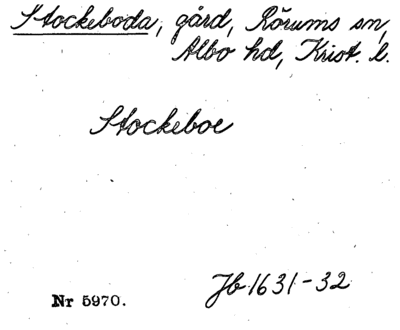 Stockeboda, gård, Rörums sn,
Albo hd, Krist. l.
Stockeboe
Jb 1631-32
Nr 5970.